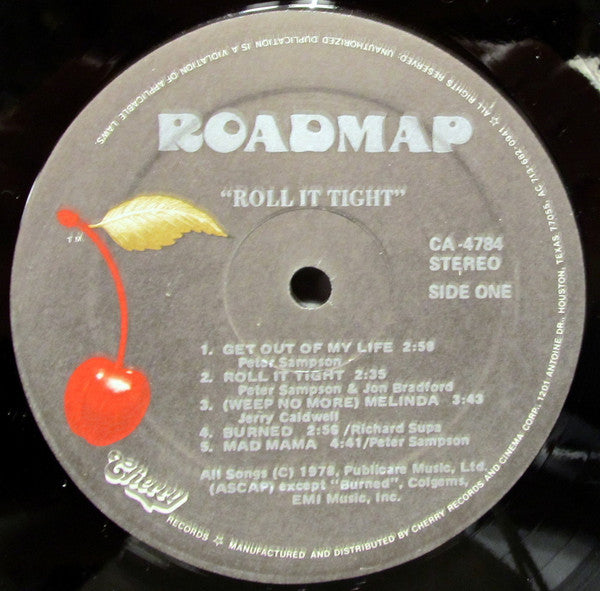 ROADMAP
"ROLL IT TIGHT"
CA-4784
STEREO
SIDE ONE
1. GET OUT OF MY LIFE 2:58
Peter Sampson
2. ROLL IT TIGHT 2:35
Peter Sampson & Jon Bradford
3. (WEEP NO MORE) MELINDA 3:43
Jerry Caldwell
4. BURNED 2:56/Richard Supa
5. MAD MAMA 4:41/Peter Sampson
All Songs (C) 1978, Publicare Music, Ltd.
(ASCAP) except "Burned", Colgems,
EMI Music, Inc.
T.M.
Cherry
RECORDS ☆ MANUFACTURED AND DISTRIBUTED BY CHERRY RECORDS AND CINEMA CORP., 1201 ANTOINE DR., HOUSTON, TEXAS, 77055, AC 713-682-0941 ☆ ALL RIGHTS RESERVED: UNAUTHORIZED DUPLICATION IS A VIOLATION OF APPLICABLE LAWS.